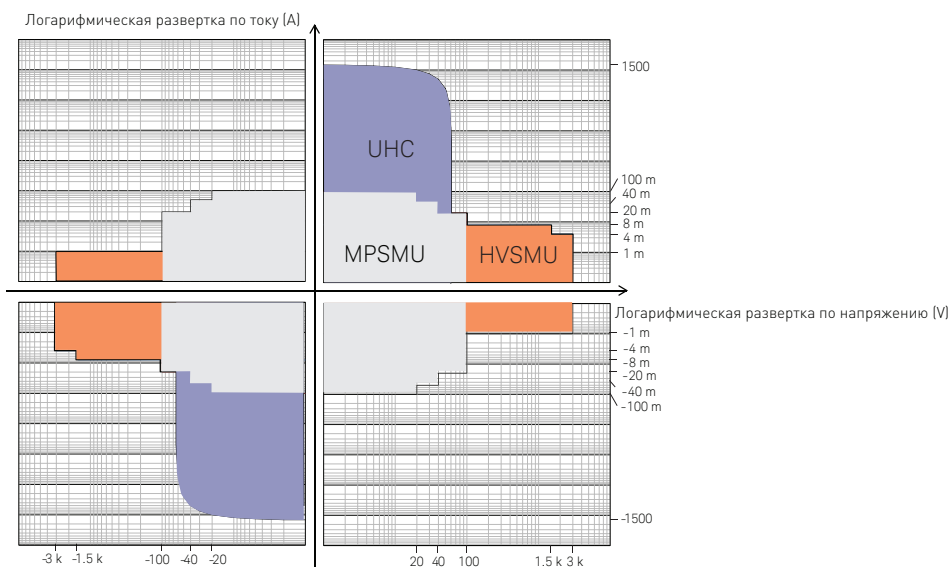 Логарифмическая развертка по току (А)
1500
UHC
100 m
40 m
20 m
8 m
4 m
1 m
MPSMU
HVSMU
Логарифмическая развертка по напряжению (V)
-1 m
-4 m
-8 m
-20 m
-40 m
-100 m
-1500
-3 k
-1.5 k
-100
-40
-20
20
40
100
1.5 k
3 k